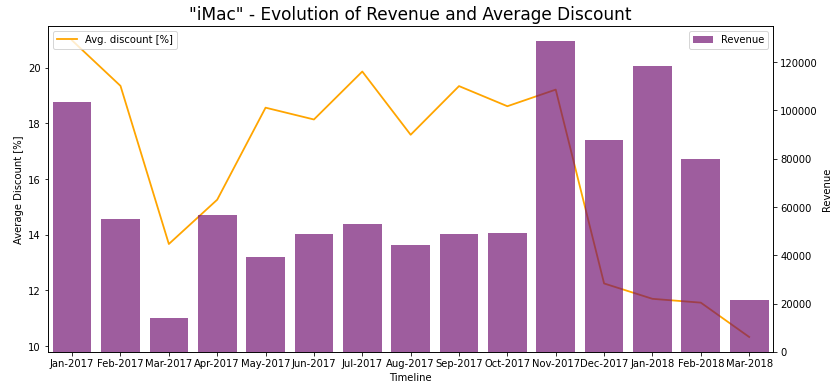 "iMac" - Evolution of Revenue and Average Discount
Avg. discount [%]
Revenue
20
18
16
14
12
10
Average Discount [%]
120000
100000
80000
60000
40000
20000
0
Revenue
Jan-2017 Feb-2017 Mar-2017 Apr-2017 May-2017 Jun-2017 Jul-2017 Aug-2017 Sep-2017 Oct-2017 Nov-2017 Dec-2017 Jan-2018 Feb-2018 Mar-2018
Timeline